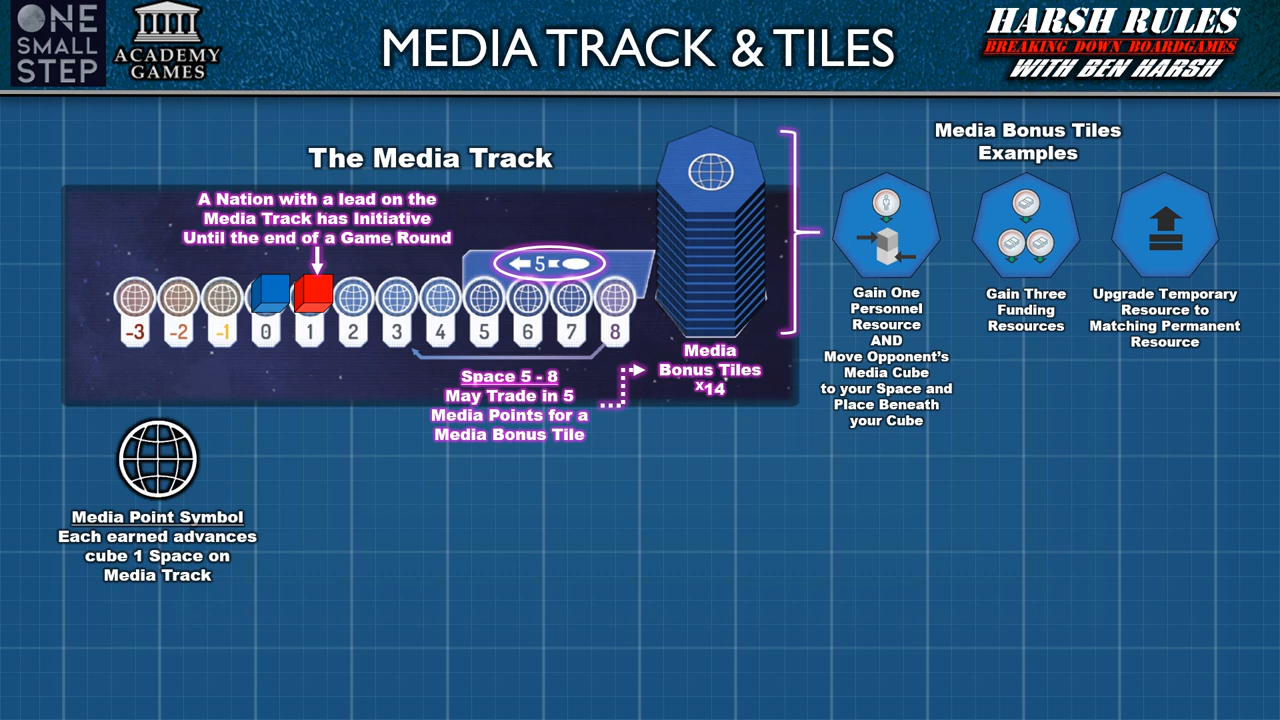 ONE
SMALL
STEP
ACADEMY
GAMES
MEDIA TRACK & TILES
HARSH RULES
BREAKING DOWN BOARDGAMES
WITH BEN HARSH
The Media Track
A Nation with a lead on the
Media Track has Initiative
Until the end of a Game Round
5
-3 -2 -1 0 1 2 3 4 5 6 7 8
Space 5 - 8
May Trade in 5
Media Points for a
Media Bonus Tile
Media
Bonus Tiles
x14
Media Bonus Tiles
Examples
Gain One
Personnel
Resource
AND
Move Opponent's
Media Cube
to your Space and
Place Beneath
your Cube
Gain Three
Funding
Resources
Upgrade Temporary
Resource to
Matching Permanent
Resource
Media Point Symbol
Each earned advances
cube 1 Space on
Media Track